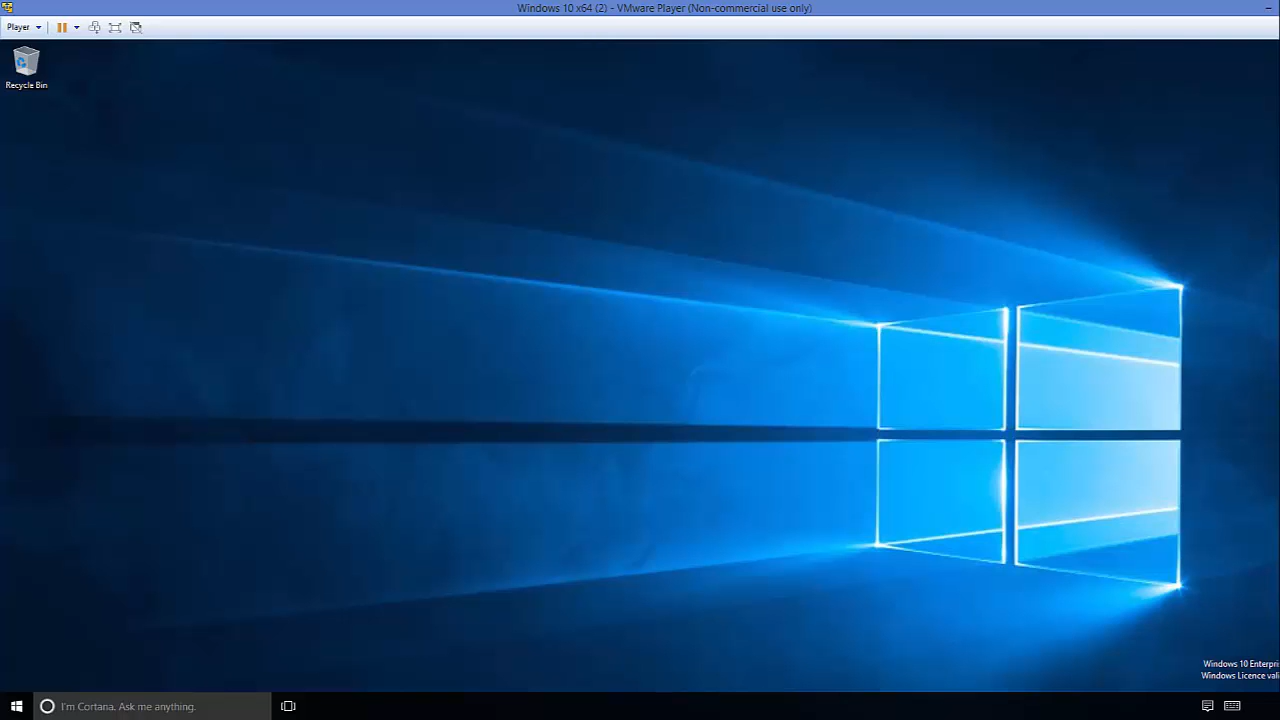 Windows 10 x64 (2) - VMware Player (Non-commercial use only)
Player
Recycle Bin
Windows 10 Enterpri
Windows Licence vali
I'm Cortana. Ask me anything.